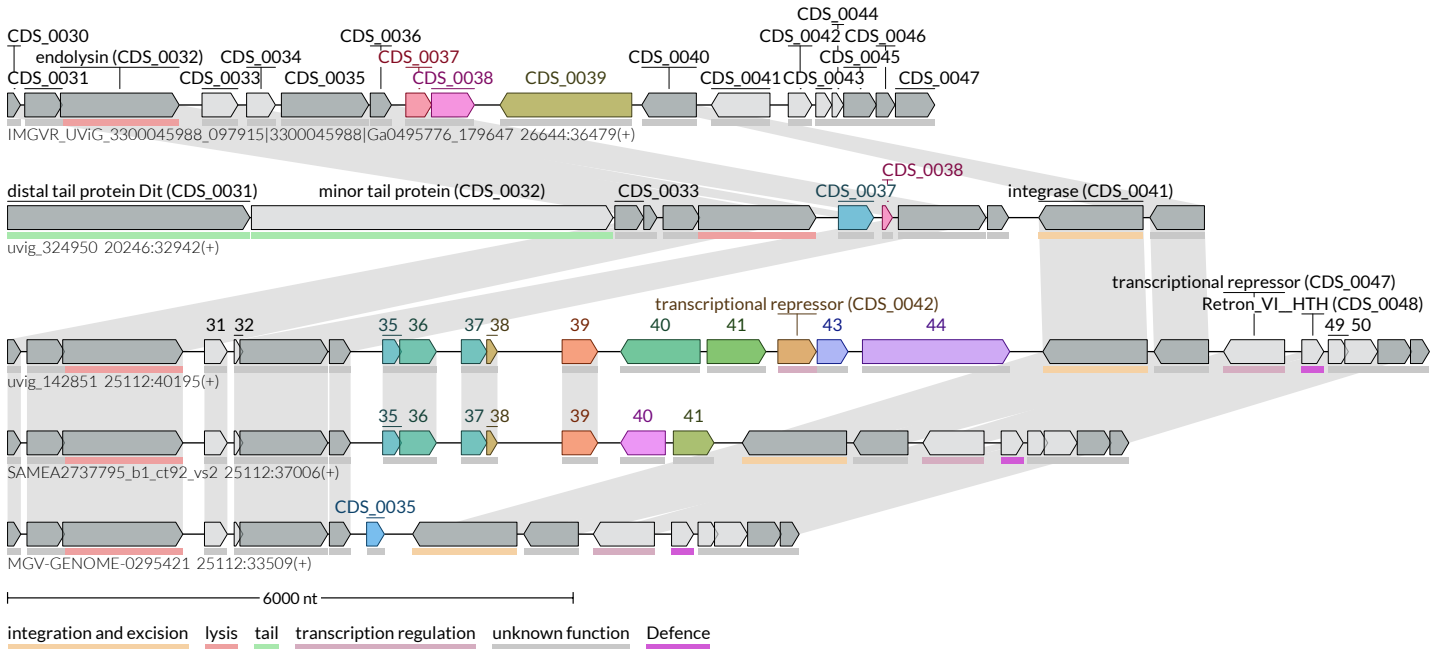 CDS_0044
CDS_0030 CDS_0036 CDS_0042 CDS_0046
endolysin (CDS_0032) CDS_0034 CDS_0037 CDS_0040 CDS_0045
CDS_0031 CDS_0033 CDS_0035 CDS_0038 CDS_0039 CDS_0041 CDS_0043 CDS_0047
IMGVR_UViG_3300045988_097915|3300045988|Ga0495776_179647 26644:36479(+)
CDS_0038
distal tail protein Dit (CDS_0031) minor tail protein (CDS_0032) CDS_0033 CDS_0037 integrase (CDS_0041)
uvig_324950 20246:32942(+)
transcriptional repressor (CDS_0047)
transcriptional repressor (CDS_0042) Retron_VI__HTH (CDS_0048)
31 32 35 36 37 38 39 40 41 43 44 49 50
uvig_142851 25112:40195(+)
35 36 37 38 39 40 41
SAMEA2737795_b1_ct92_vs2 25112:37006(+)
CDS_0035
MGV-GENOME-0295421 25112:33509(+)
6000 nt
integration and excision lysis tail transcription regulation unknown function Defence